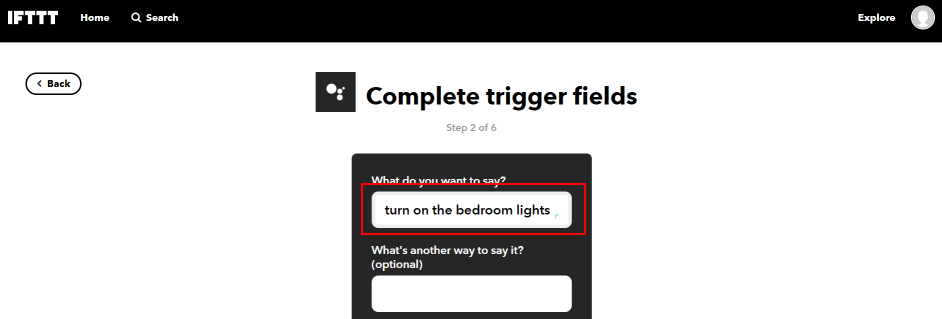 IFTTT Home Search Explore
Back
Complete trigger fields
Step 2 of 6
What do you want to say?
turn on the bedroom lights
What's another way to say it?
(optional)